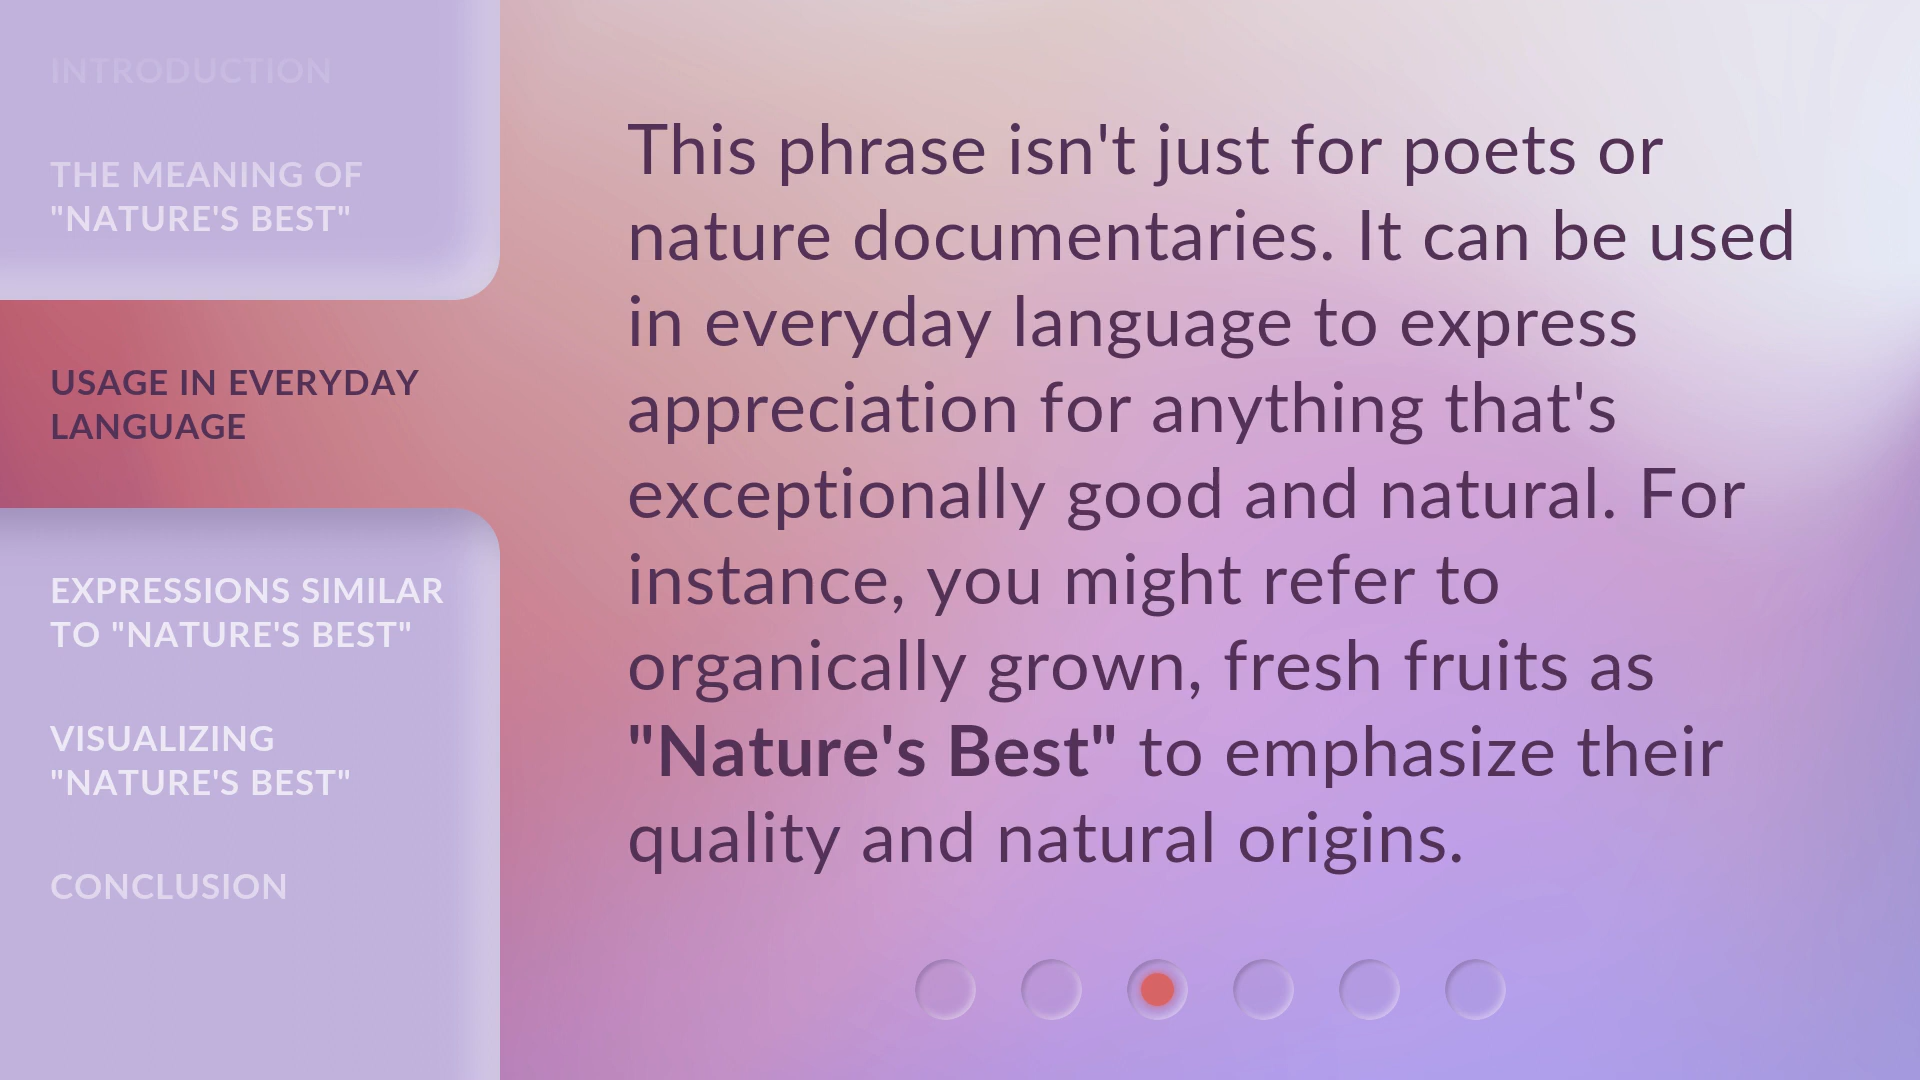 INTRODUCTION
THE MEANING OF
"NATURE'S BEST"
USAGE IN EVERYDAY
LANGUAGE
EXPRESSIONS SIMILAR
TO "NATURE'S BEST"
VISUALIZING
"NATURE'S BEST"
CONCLUSION
This phrase isn't just for poets or
nature documentaries. It can be used
in everyday language to express
appreciation for anything that's
exceptionally good and natural. For
instance, you might refer to
organically grown, fresh fruits as
"Nature's Best" to emphasize their
quality and natural origins.